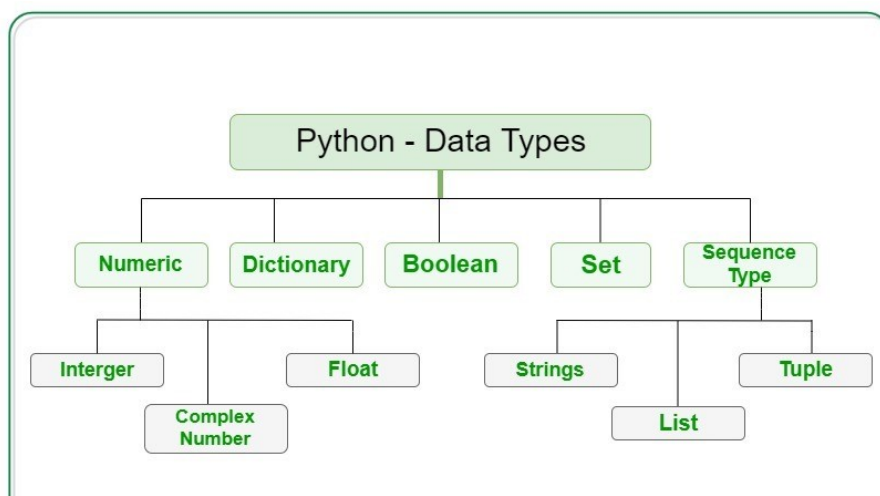 Python - Data Types
Numeric
Dictionary
Boolean
Set
Sequence
Type
Interger
Complex
Number
Float
Strings
List
Tuple